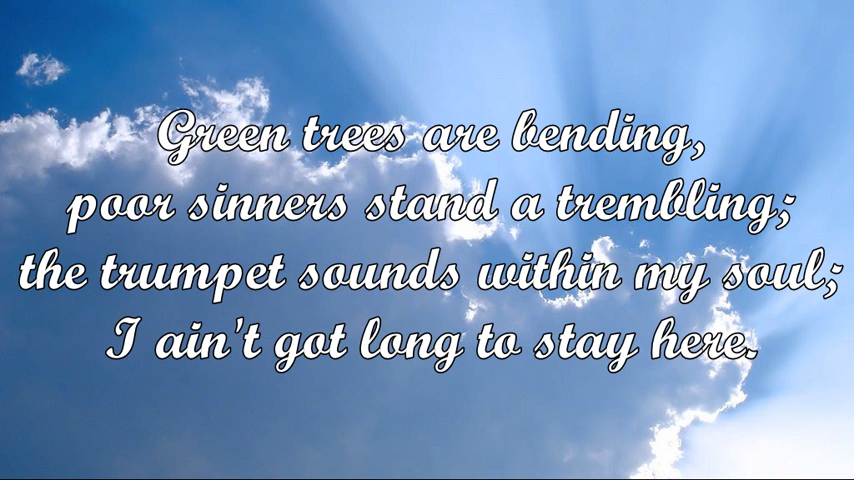 Green trees are bending,
poor sinners stand a trembling;
the trumpet sounds within my soul;
I ain't got long to stay here.